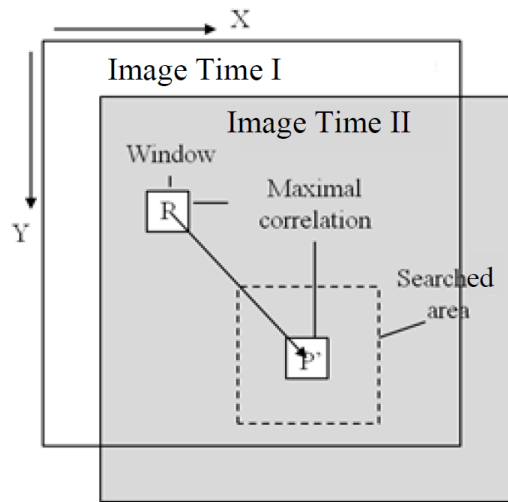 X
Image Time I
Image Time II
Window
R
Maximal
correlation
Y
Searched
area
P'